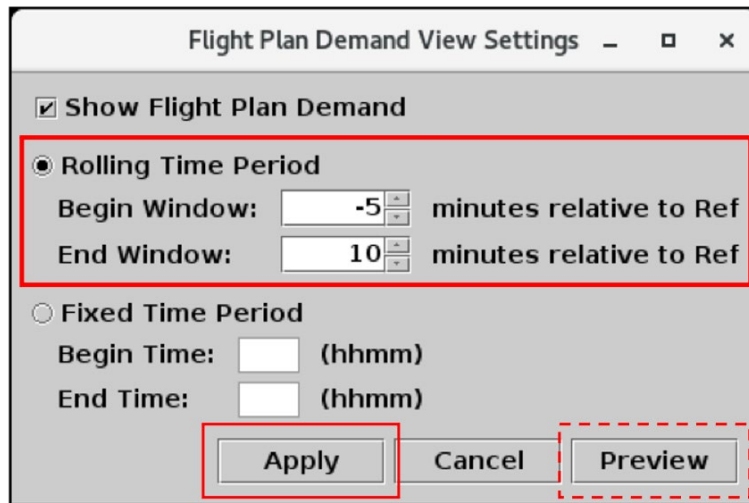 Flight Plan Demand View Settings
Show Flight Plan Demand
Rolling Time Period
Begin Window: -5 minutes relative to Ref
End Window: 10 minutes relative to Ref
Fixed Time Period
Begin Time: (hhmm)
End Time: (hhmm)
Apply Cancel Preview